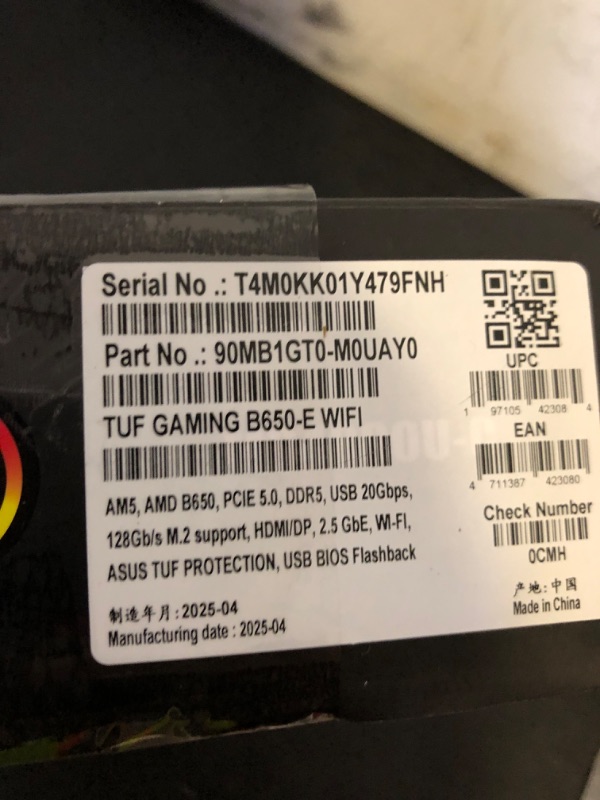 Serial No .: T4M0KK01Y479FNH
Part No .: 90MB1GT0-M0UAY0
TUF GAMING B650-E WIFI
AM5, AMD B650, PCIE 5.0, DDR5, USB 20Gbps,
128Gb/s M.2 support, HDMI/DP, 2.5 GbE, WI-FI,
ASUS TUF PROTECTION, USB BIOS Flashback
制造年月:2025-04
Manufacturing date : 2025-04
UPC
1 97105 42308 4
EAN
4 711387 423080
Check Number
0CMH
产地:中国
Made in China